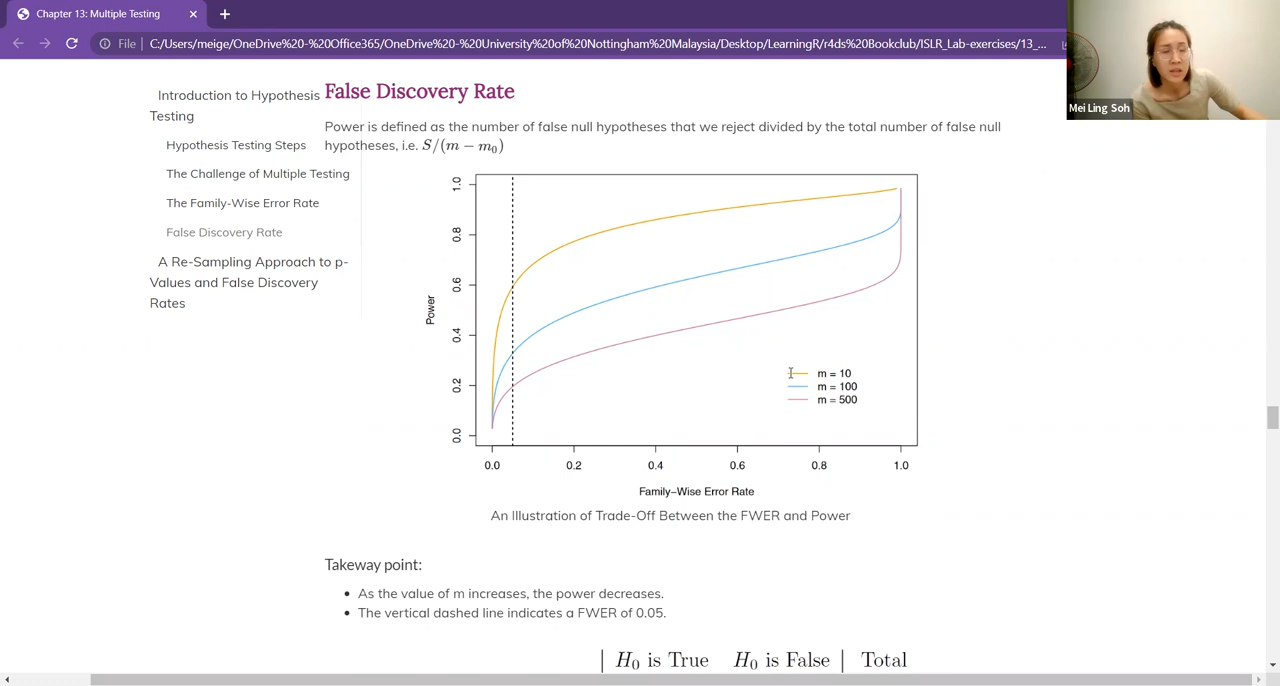 Chapter 13: Multiple Testing
File
C:/Users/meige/OneDrive%20-%20Office365/OneDrive%20-%20University%20of%20Nottingham%20Malaysia/Desktop/LearningR/r4ds%20Bookclub/ISLR_Lab-exercises/13_...
Mei Ling Soh
Introduction to Hypothesis
Testing
Hypothesis Testing Steps
The Challenge of Multiple Testing
The Family-Wise Error Rate
False Discovery Rate
A Re-Sampling Approach to p-
Values and False Discovery
Rates
False Discovery Rate
Power is defined as the number of false null hypotheses that we reject divided by the total number of false null
hypotheses, i.e. S/(m − m₀)
Power
1.0
0.8
0.6
0.4
0.2
0.0
m = 10
m = 100
m = 500
0.0 0.2 0.4 0.6 0.8 1.0
Family−Wise Error Rate
An Illustration of Trade-Off Between the FWER and Power
Takeway point:
• As the value of m increases, the power decreases.
• The vertical dashed line indicates a FWER of 0.05.
| H₀ is True H₀ is False | Total